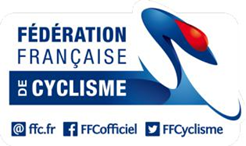 FÉDÉRATION
FRANÇAISE
DE CYCLISME
@ ffc.fr FFCofficiel FFCyclisme